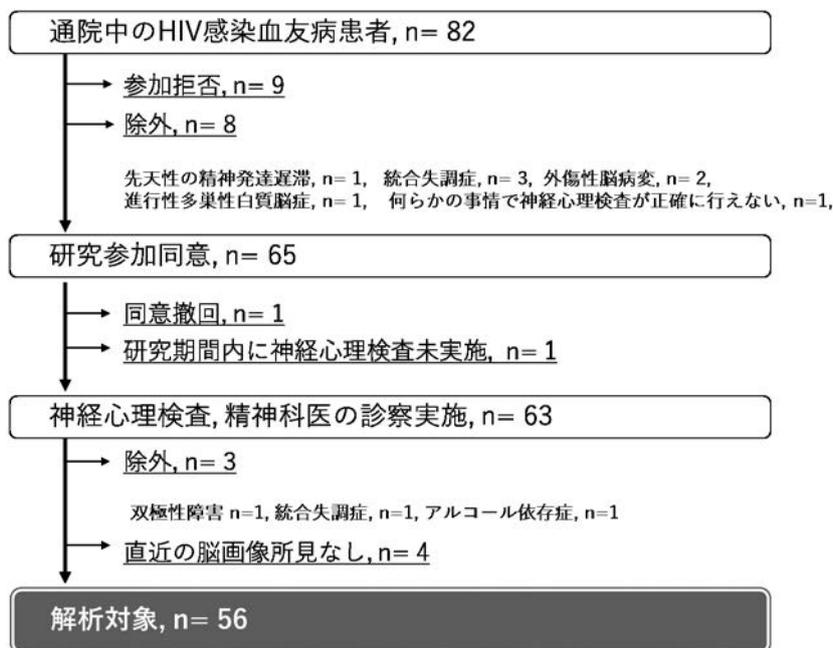 通院中のHIV感染血友病患者, n= 82
参加拒否, n= 9
除外, n= 8
先天性の精神発達遅滞, n= 1, 統合失調症, n= 3, 外傷性脳病変, n= 2,
進行性多巣性白質脳症, n= 1, 何らかの事情で神経心理検査が正確に行えない, n=1,
研究参加同意, n= 65
同意撤回, n= 1
研究期間内に神経心理検査未実施, n= 1
神経心理検査, 精神科医の診察実施, n= 63
除外, n= 3
双極性障害 n=1, 統合失調症, n=1, アルコール依存症, n=1
直近の脳画像所見なし, n= 4
解析対象, n= 56